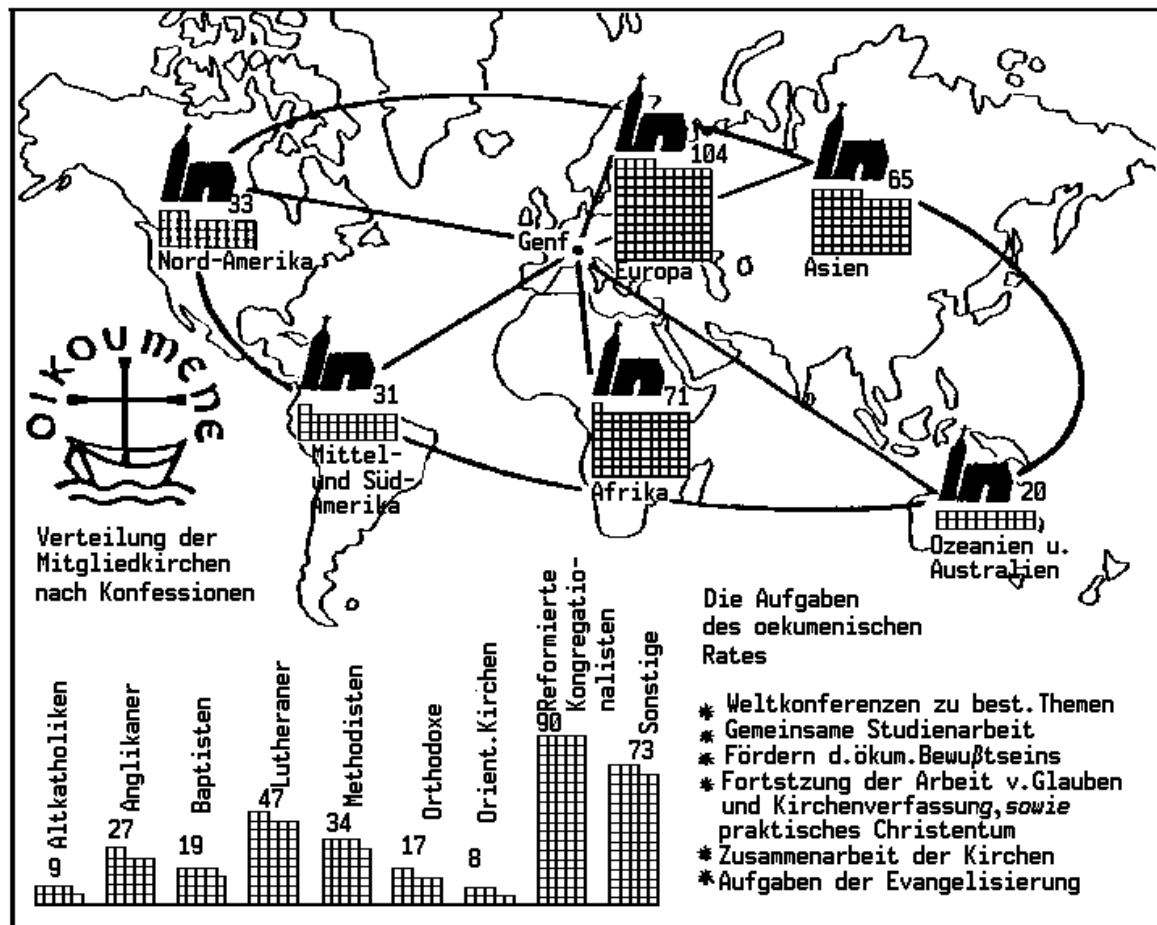 104
65
33
Genf
Nord-Amerika
Europa
Asien
OIKOUMENE
31
71
20
Mittel-
und Süd-
Amerika
Afrika
Ozeanien u.
Australien
Verteilung der
Mitgliedkirchen
nach Konfessionen
9
Altkatholiken
27
Anglikaner
19
Baptisten
47
Lutheraner
34
Methodisten
17
Orthodoxe
8
Orient.Kirchen
90
Reformierte
Kongregatio-
nalisten
73
Sonstige
Die Aufgaben
des oekumenischen
Rates
* Weltkonferenzen zu best.Themen
* Gemeinsame Studienarbeit
* Fördern d.ökum.Bewußtseins
* Fortstzung der Arbeit v.Glauben
und Kirchenverfassung,sowie
praktisches Christentum
* Zusammenarbeit der Kirchen
* Aufgaben der Evangelisierung